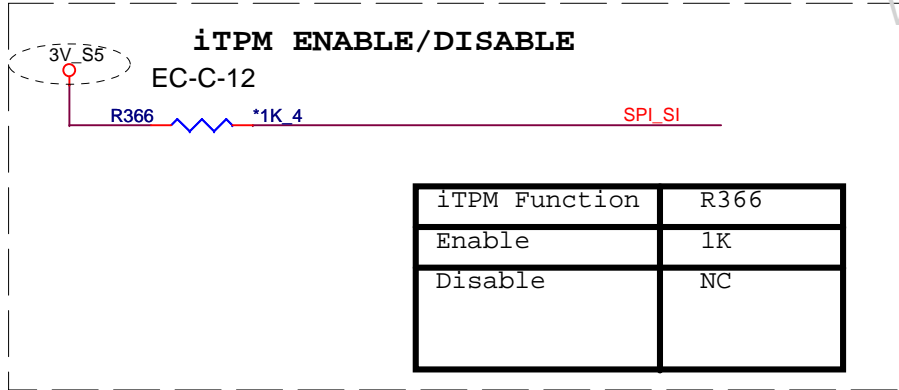 iTPM ENABLE/DISABLE
3V_S5
EC-C-12
R366 *1K_4 SPI_SI
iTPM Function R366
Enable 1K
Disable NC